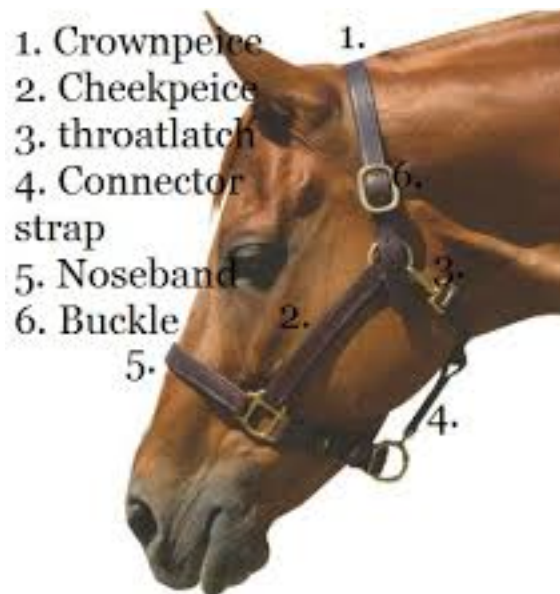 1. Crownpeice
2. Cheekpeice
3. throatlatch
4. Connector
strap
5. Noseband
6. Buckle
1.
6.
3.
2.
5.
4.